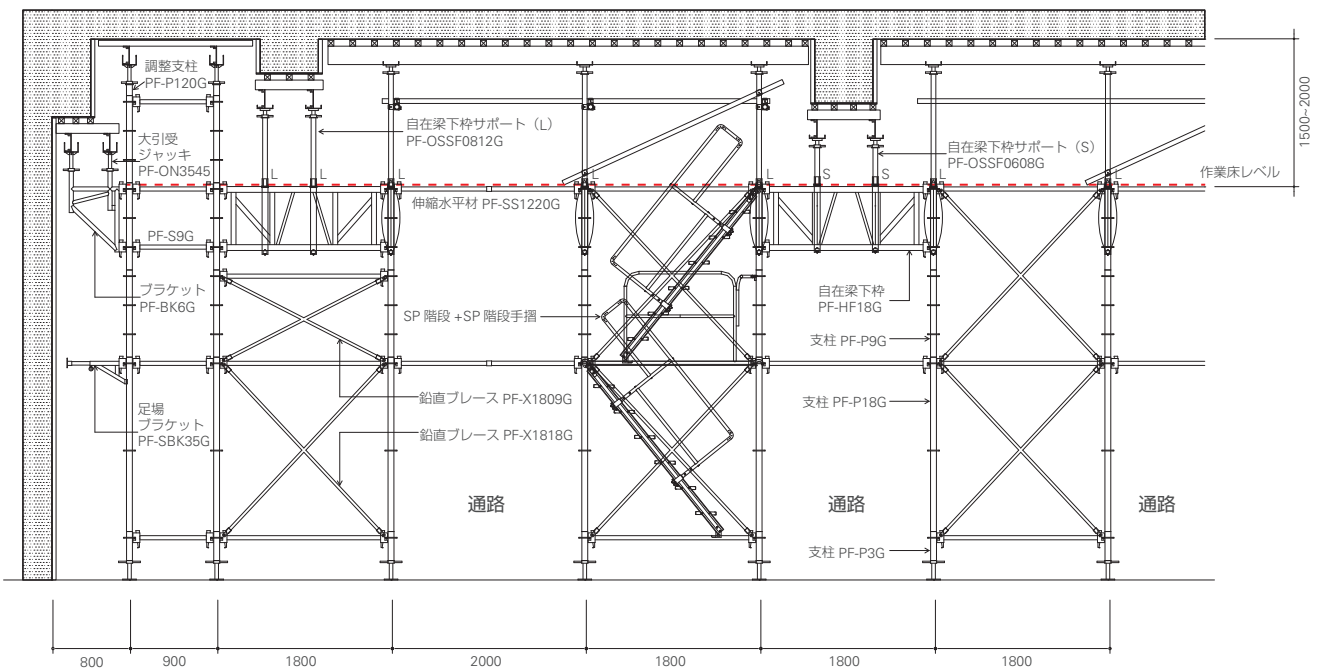 調整支柱
PF-P120G
大引受
ジャッキ
PF-ON3545
自在梁下枠サポート（L）
PF-OSSF0812G
自在梁下枠サポート（S）
PF-OSSF0608G
1500~2000
作業床レベル
L
L
L
L
L
S
S
L
L
伸縮水平材 PF-SS1220G
PF-S9G
ブラケット
PF-BK6G
自在梁下枠
PF-HF18G
SP 階段 +SP 階段手摺
支柱 PF-P9G
鉛直ブレース PF-X1809G
支柱 PF-P18G
足場
ブラケット
PF-SBK35G
鉛直ブレース PF-X1818G
通路
通路
通路
支柱 PF-P3G
800
900
1800
2000
1800
1800
1800